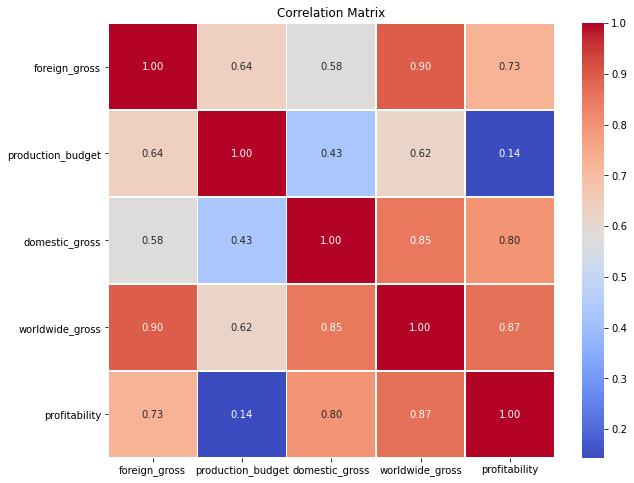 Correlation Matrix
foreign_gross 1.00 0.64 0.58 0.90 0.73
production_budget 0.64 1.00 0.43 0.62 0.14
domestic_gross 0.58 0.43 1.00 0.85 0.80
worldwide_gross 0.90 0.62 0.85 1.00 0.87
profitability 0.73 0.14 0.80 0.87 1.00
foreign_gross production_budget domestic_gross worldwide_gross profitability
1.0
0.9
0.8
0.7
0.6
0.5
0.4
0.3
0.2